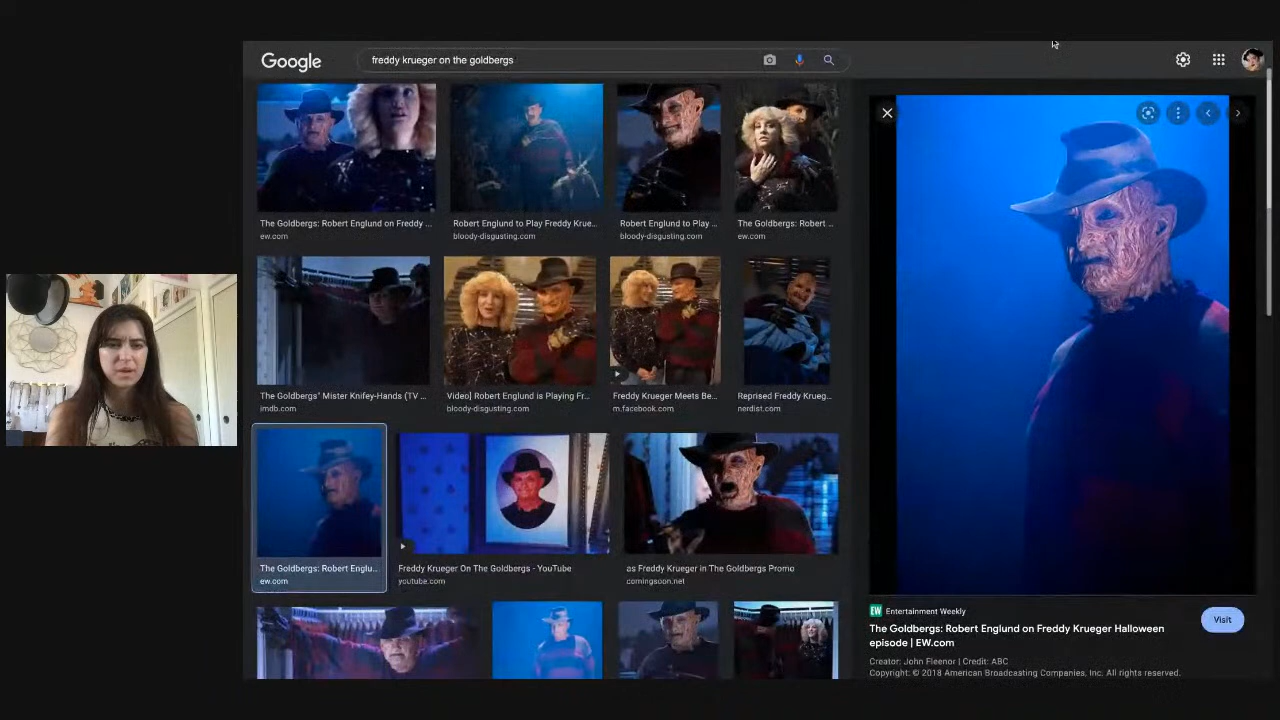 Google
freddy krueger on the goldbergs
The Goldbergs: Robert Englund on Freddy ...
ew.com
Robert Englund to Play Freddy Krue...
bloody-disgusting.com
Robert Englund to Play ...
bloody-disgusting.com
The Goldbergs: Robert ...
ew.com
The Goldbergs" Mister Knifey-Hands (TV ...
imdb.com
Video] Robert Englund is Playing Fr...
bloody-disgusting.com
Freddy Krueger Meets Be...
m.facebook.com
Reprised Freddy Krueg...
nerdist.com
The Goldbergs: Robert Englu...
ew.com
Freddy Krueger On The Goldbergs - YouTube
youtube.com
as Freddy Krueger in The Goldbergs Promo
comingsoon.net
EW Entertainment Weekly
The Goldbergs: Robert Englund on Freddy Krueger Halloween
episode | EW.com
Visit
Creator: John Fleenor | Credit: ABC
Copyright: © 2018 American Broadcasting Companies, Inc. All rights reserved.